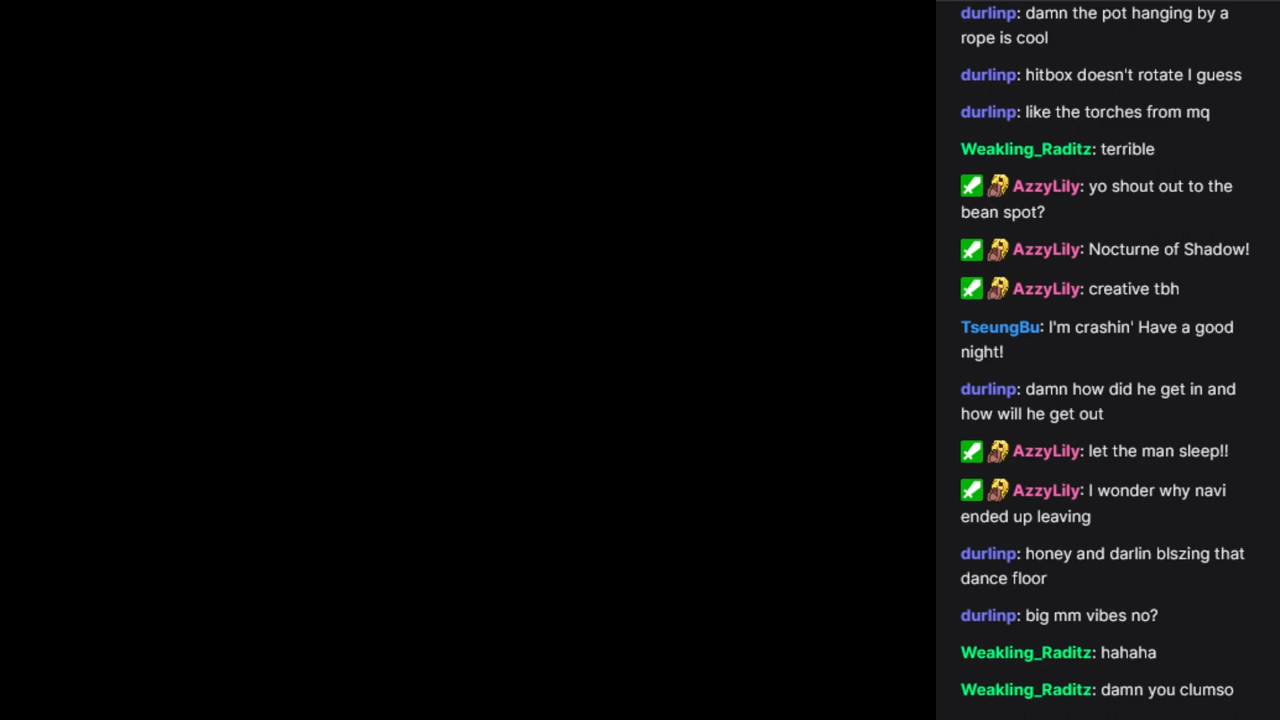 durlinp: damn the pot hanging by a
rope is cool
durlinp: hitbox doesn't rotate I guess
durlinp: like the torches from mq
Weakling_Raditz: terrible
AzzyLily: yo shout out to the
bean spot?
AzzyLily: Nocturne of Shadow!
AzzyLily: creative tbh
TseungBu: I'm crashin' Have a good
night!
durlinp: damn how did he get in and
how will he get out
AzzyLily: let the man sleep!!
AzzyLily: I wonder why navi
ended up leaving
durlinp: honey and darlin blszing that
dance floor
durlinp: big mm vibes no?
Weakling_Raditz: hahaha
Weakling_Raditz: damn you clumso